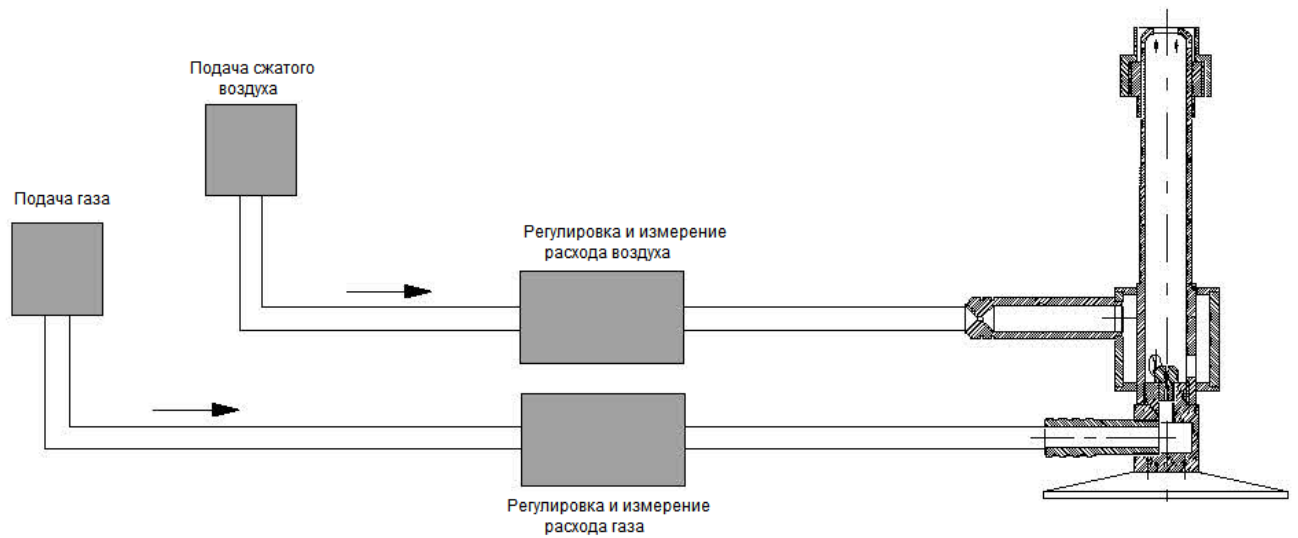 Подача сжатого
воздуха
Подача газа
Регулировка и измерение
расхода воздуха
Регулировка и измерение
расхода газа